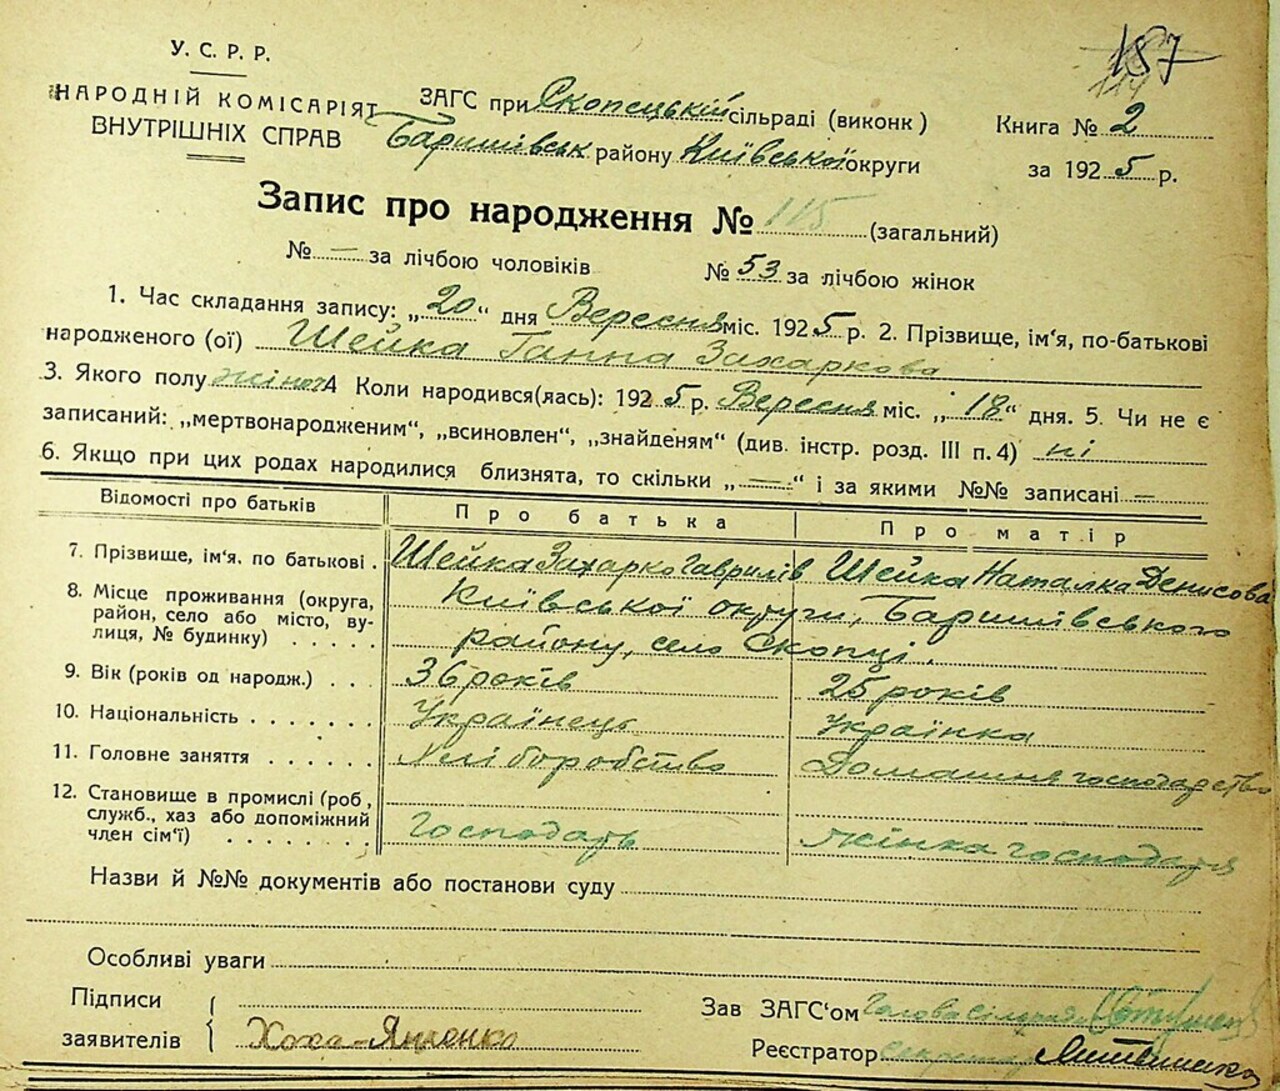 187
У. С. Р. Р.
НАРОДНІЙ КОМІСАРІЯТ
ВНУТРІШНІХ СПРАВ
ЗАГС при Скопецькій сільраді (виконк)
Баришівськ району Київської округи
Книга № 2
за 1925 р.
Запис про народження № 115 (загальний)
№ — за лічбою чоловіків № 53 за лічбою жінок
1. Час складання запису: „20“ дня Вересня міс. 1925 р. 2. Прізвище, ім‘я, по-батькові
народженого (ої) Шейка Ганна Захаркова
3. Якого полу жіноча Коли народився(лась): 1925 р. Вересня міс. „18“ дня. 5. Чи не є
записаний: „мертвонародженим“, „всиновлен“, „знайденям“ (див. інстр. розд. III п. 4) ні
6. Якщо при цих родах народилися близнята, то скільки „—“ і за якими №№ записані —
Відомості про батьків Про батька Про матір
7. Прізвище, ім‘я, по батькові . Шейка Захарко Гаврилів Шейка Наталка Денисова
8. Місце проживання (округа, район, село або місто, вулиця, № будинку) . . . . . Київської округи, Баришівського
району, село Скопці.
9. Вік (років од народж.) . . . 36 років 25 років
10. Національність . . . . . . . Українець Українка
11. Головне заняття . . . . . . Хліборобство Домашнє господарство
12. Становище в промислі (роб, служб., хаз або допоміжний член сім‘ї) . . . . . . . Господарь Жінка господаря
Назви й №№ документів або постанови суду
Особливі уваги
Підписи
заявителів
Хоха-Янченко
Зав ЗАГС‘ом Голова сільради
Реєстратор секретар Литвиненко